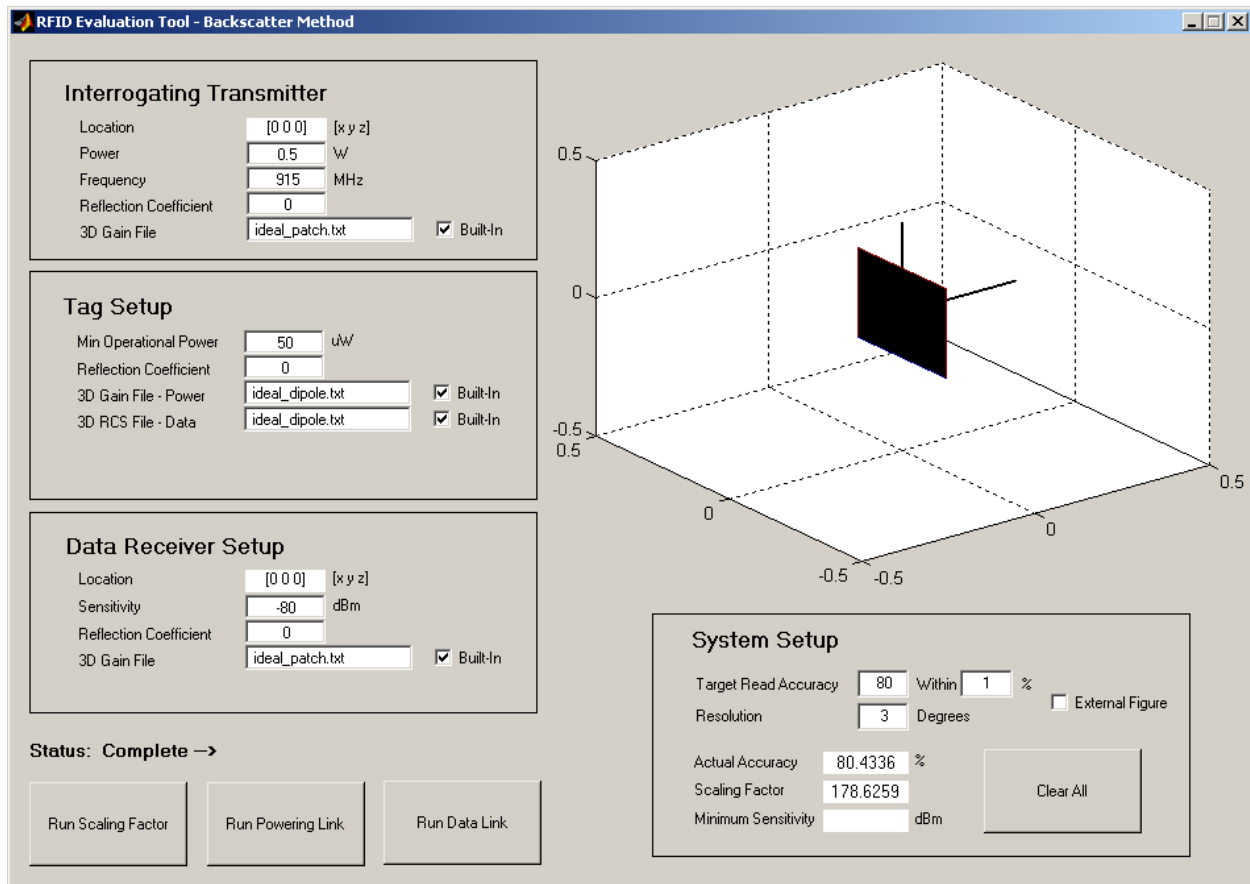 RFID Evaluation Tool - Backscatter Method
Interrogating Transmitter
Location [0 0 0] [x y z]
Power 0.5 W
Frequency 915 MHz
Reflection Coefficient 0
3D Gain File ideal_patch.txt Built-In
Tag Setup
Min Operational Power 50 uW
Reflection Coefficient 0
3D Gain File - Power ideal_dipole.txt Built-In
3D RCS File - Data ideal_dipole.txt Built-In
Data Receiver Setup
Location [0 0 0] [x y z]
Sensitivity -80 dBm
Reflection Coefficient 0
3D Gain File ideal_patch.txt Built-In
Status: Complete -->
Run Scaling Factor Run Powering Link Run Data Link
0.5
0
-0.5
0.5
0
-0.5
-0.5
0
0.5
System Setup
Target Read Accuracy 80 Within 1 %
Resolution 3 Degrees
External Figure
Actual Accuracy 80.4336 %
Scaling Factor 178.6259
Minimum Sensitivity dBm
Clear All